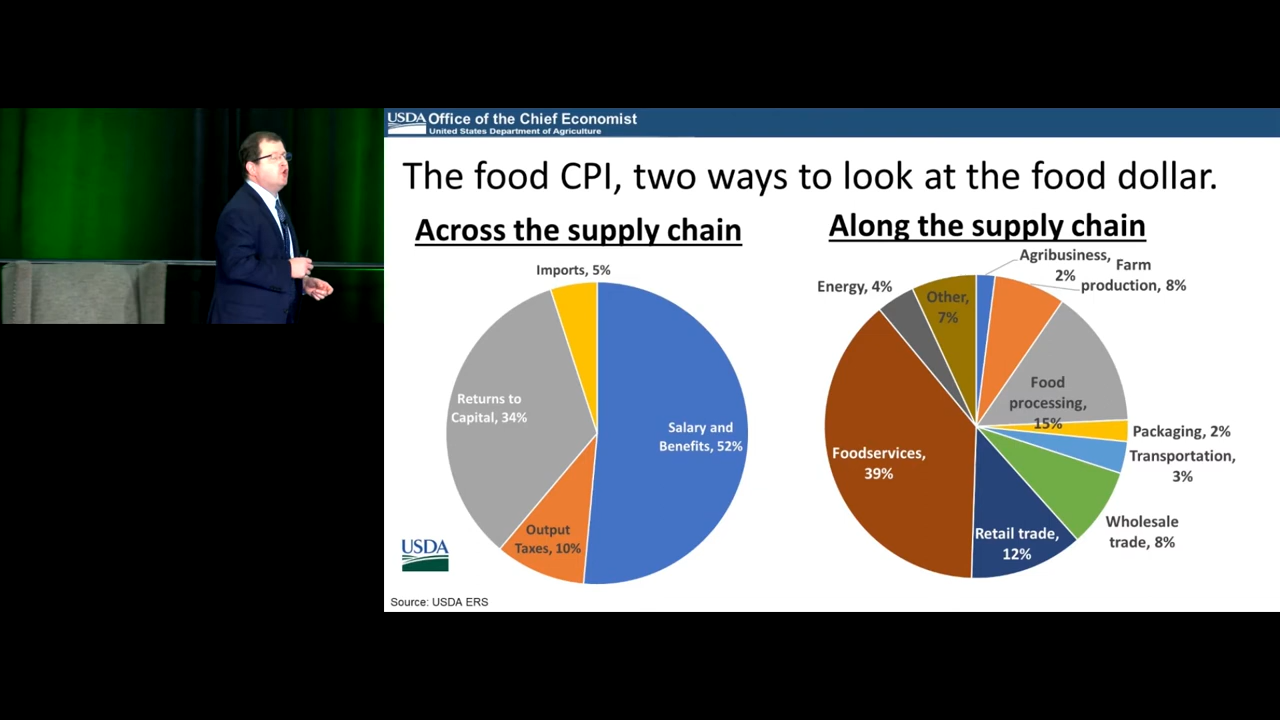 USDA Office of the Chief Economist
United States Department of Agriculture
The food CPI, two ways to look at the food dollar.
Across the supply chain
Imports, 5%
Returns to
Capital, 34%
Salary and
Benefits, 52%
Output
Taxes, 10%
Along the supply chain
Agribusiness,
2%
Farm
production, 8%
Energy, 4%
Other,
7%
Food
processing,
15%
Packaging, 2%
Transportation,
3%
Foodservices,
39%
Wholesale
trade, 8%
Retail trade,
12%
USDA
Source: USDA ERS